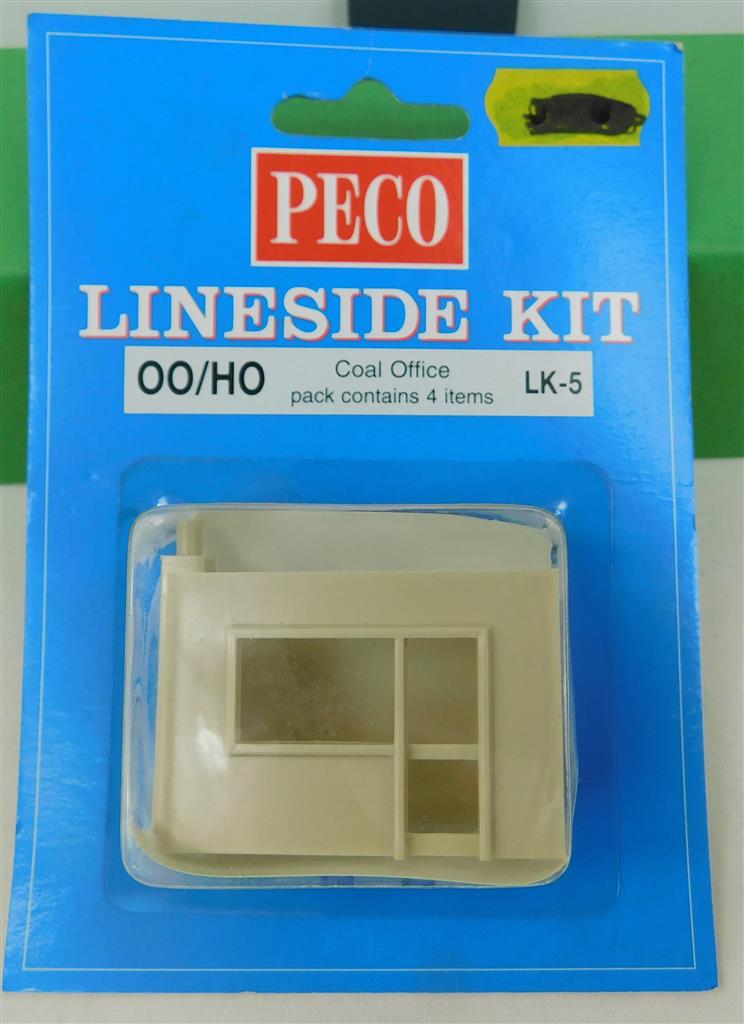 PECO
LINESIDE KIT
OO/HO
Coal Office
pack contains 4 items
LK-5